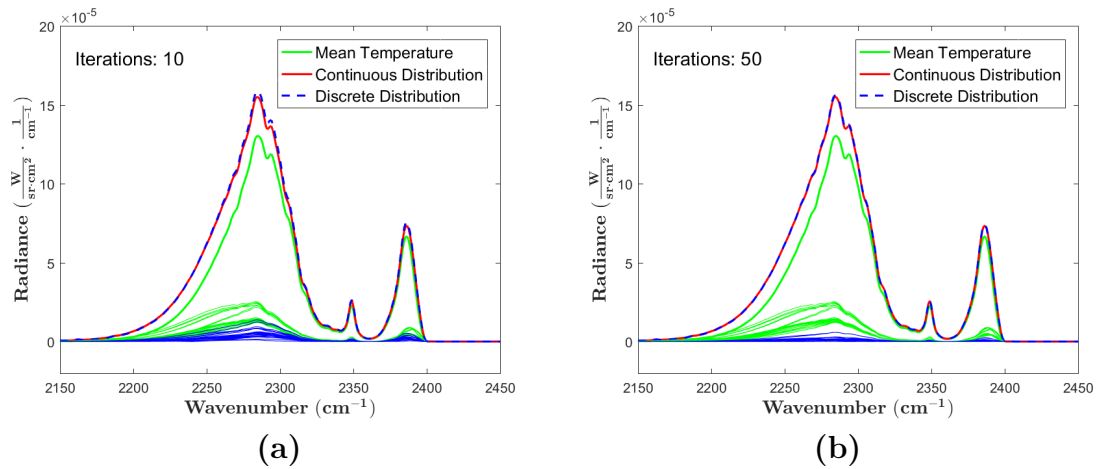 20 ×10⁻⁵
Iterations: 10
Mean Temperature
Continuous Distribution
Discrete Distribution
15
10
5
0
Radiance ( W/sr·cm² · 1/cm⁻¹ )
2150 2200 2250 2300 2350 2400 2450
Wavenumber (cm⁻¹)
(a)
20 ×10⁻⁵
Iterations: 50
Mean Temperature
Continuous Distribution
Discrete Distribution
15
10
5
0
Radiance ( W/sr·cm² · 1/cm⁻¹ )
2150 2200 2250 2300 2350 2400 2450
Wavenumber (cm⁻¹)
(b)